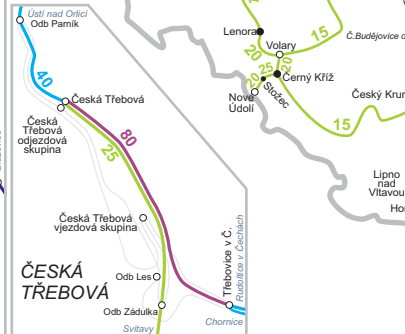 Ústí nad Orlicí
Odb Parník
40
Česká Třebová
Česká
Třebová
odjezdová
skupina
80
25
Česká Třebová
vjezdová skupina
ČESKÁ
TŘEBOVÁ
Odb Les
Odb Zádulka
Svitavy
Třebovice v Č.
Rudoltice v Čechách
Chornice
Lenora
15
Č.Budějovice
20
Volary
25
20
Černý Kříž
20
Stožec
Nové
Údolí
15
Český Krum
Lipno
nad
Vltavou
Hor